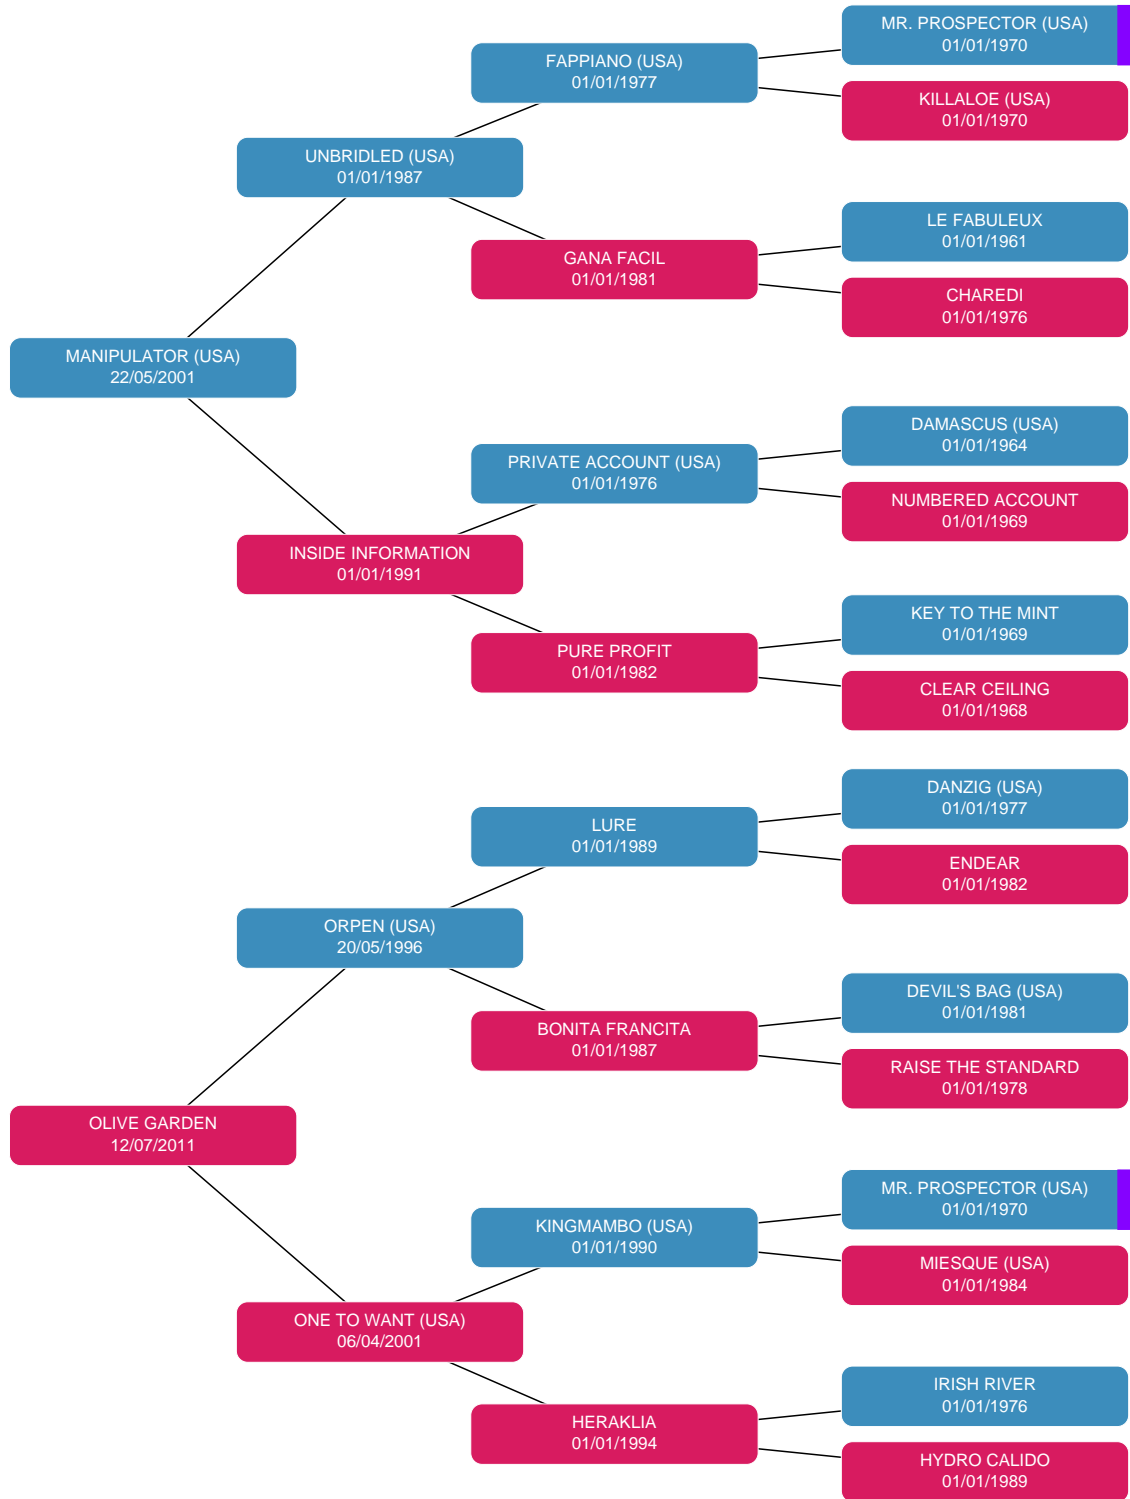 MR. PROSPECTOR (USA)
01/01/1970
FAPPIANO (USA)
01/01/1977
KILLALOE (USA)
01/01/1970
UNBRIDLED (USA)
01/01/1987
LE FABULEUX
01/01/1961
GANA FACIL
01/01/1981
CHAREDI
01/01/1976
MANIPULATOR (USA)
22/05/2001
DAMASCUS (USA)
01/01/1964
PRIVATE ACCOUNT (USA)
01/01/1976
NUMBERED ACCOUNT
01/01/1969
INSIDE INFORMATION
01/01/1991
KEY TO THE MINT
01/01/1969
PURE PROFIT
01/01/1982
CLEAR CEILING
01/01/1968
DANZIG (USA)
01/01/1977
LURE
01/01/1989
ENDEAR
01/01/1982
ORPEN (USA)
20/05/1996
DEVIL'S BAG (USA)
01/01/1981
BONITA FRANCITA
01/01/1987
RAISE THE STANDARD
01/01/1978
OLIVE GARDEN
12/07/2011
MR. PROSPECTOR (USA)
01/01/1970
KINGMAMBO (USA)
01/01/1990
MIESQUE (USA)
01/01/1984
ONE TO WANT (USA)
06/04/2001
IRISH RIVER
01/01/1976
HERAKLIA
01/01/1994
HYDRO CALIDO
01/01/1989